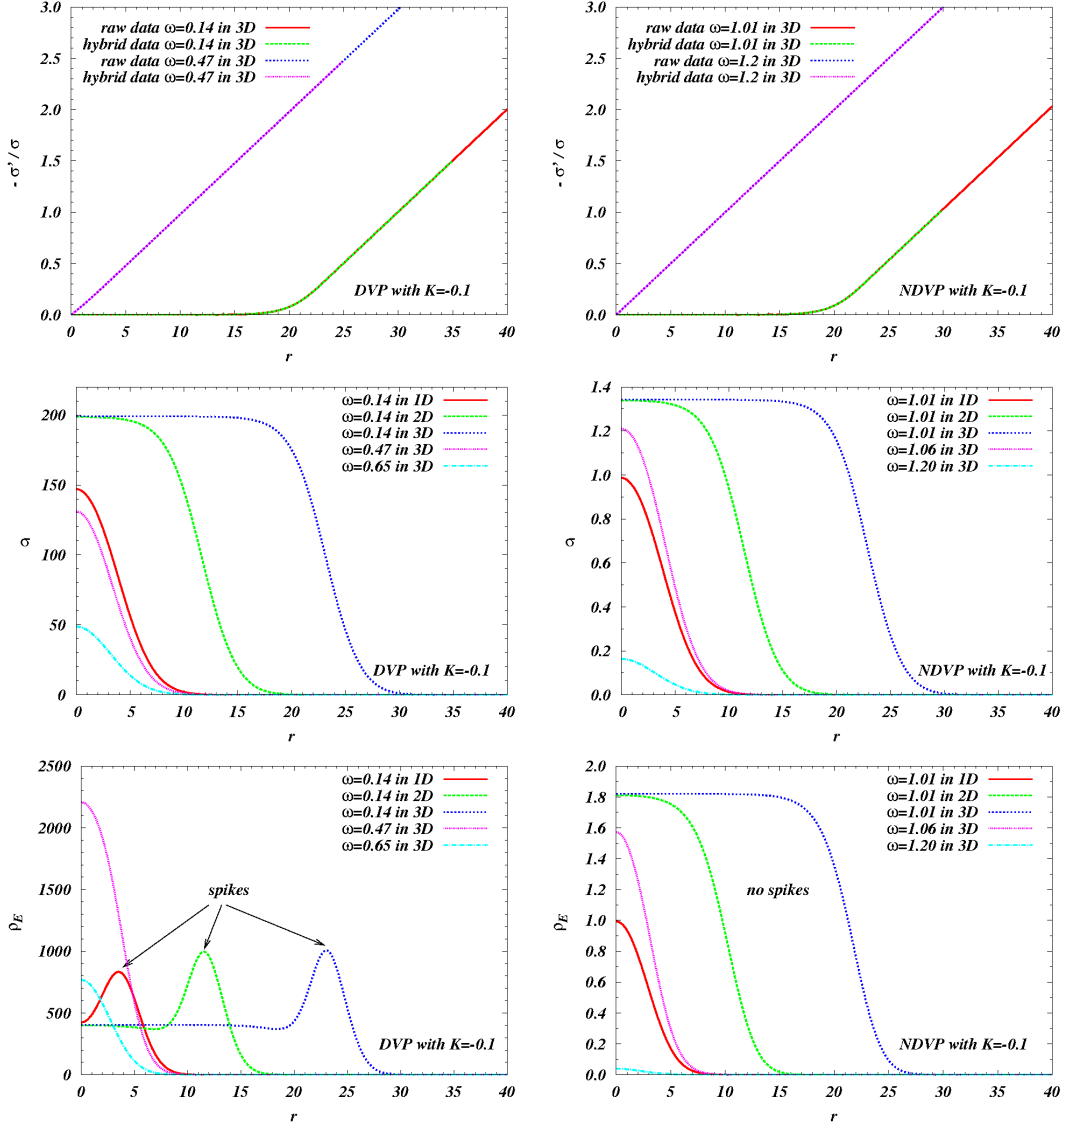 3.0
2.5
2.0
1.5
1.0
0.5
0.0
- σ' / σ
raw data ω=0.14 in 3D
hybrid data ω=0.14 in 3D
raw data ω=0.47 in 3D
hybrid data ω=0.47 in 3D
DVP with K=-0.1
0 5 10 15 20 25 30 35 40
r
3.0
2.5
2.0
1.5
1.0
0.5
0.0
- σ' / σ
raw data ω=1.01 in 3D
hybrid data ω=1.01 in 3D
raw data ω=1.2 in 3D
hybrid data ω=1.2 in 3D
NDVP with K=-0.1
0 5 10 15 20 25 30 35 40
r
200
150
100
50
0
σ
ω=0.14 in 1D
ω=0.14 in 2D
ω=0.14 in 3D
ω=0.47 in 3D
ω=0.65 in 3D
DVP with K=-0.1
0 5 10 15 20 25 30 35 40
r
1.4
1.2
1.0
0.8
0.6
0.4
0.2
0.0
σ
ω=1.01 in 1D
ω=1.01 in 2D
ω=1.01 in 3D
ω=1.06 in 3D
ω=1.20 in 3D
NDVP with K=-0.1
0 5 10 15 20 25 30 35 40
r
2500
2000
1500
1000
500
0
ρ_E
ω=0.14 in 1D
ω=0.14 in 2D
ω=0.14 in 3D
ω=0.47 in 3D
ω=0.65 in 3D
spikes
DVP with K=-0.1
0 5 10 15 20 25 30 35 40
r
2.0
1.8
1.6
1.4
1.2
1.0
0.8
0.6
0.4
0.2
0.0
ρ_E
ω=1.01 in 1D
ω=1.01 in 2D
ω=1.01 in 3D
ω=1.06 in 3D
ω=1.20 in 3D
no spikes
NDVP with K=-0.1
0 5 10 15 20 25 30 35 40
r